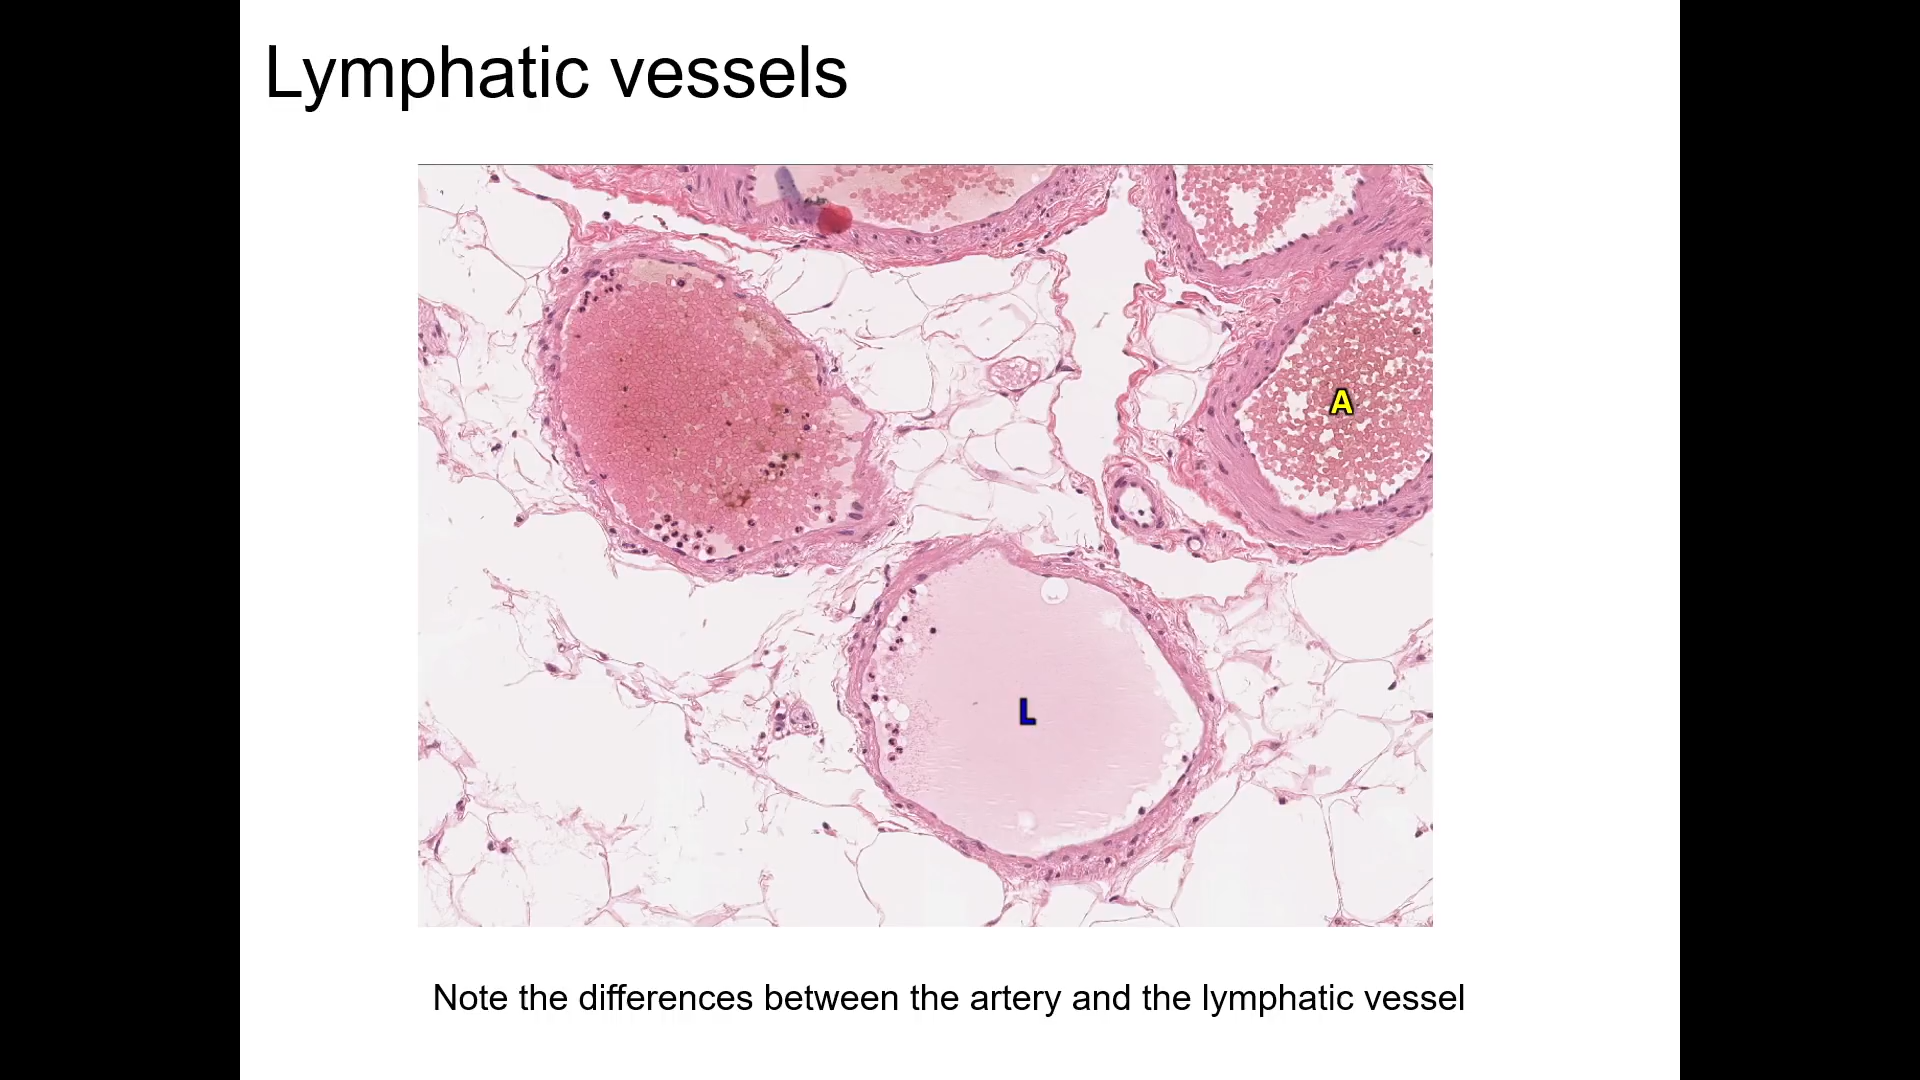 Lymphatic vessels
A
L
Note the differences between the artery and the lymphatic vessel